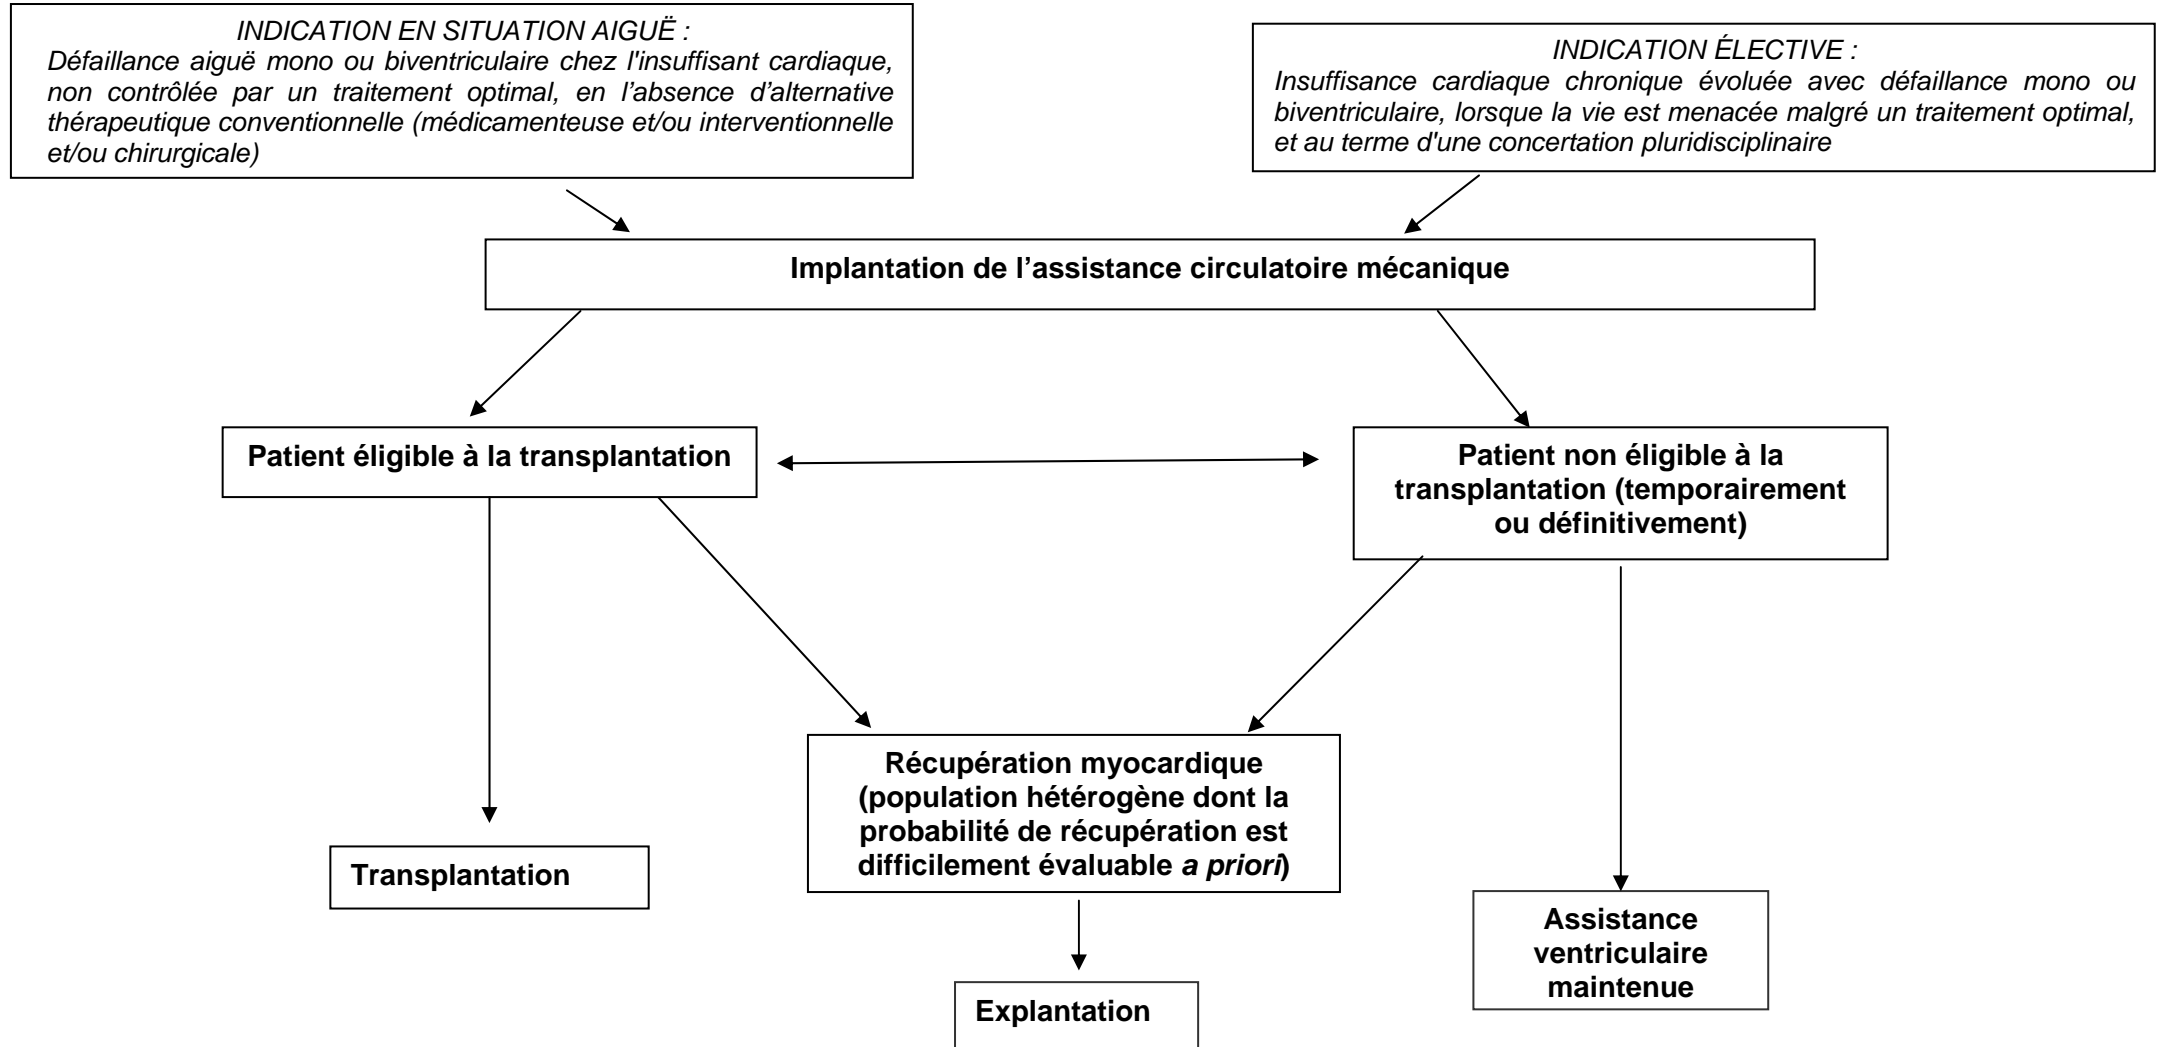 INDICATION EN SITUATION AIGUË :
Défaillance aiguë mono ou biventriculaire chez l'insuffisant cardiaque,
non contrôlée par un traitement optimal, en l’absence d’alternative
thérapeutique conventionnelle (médicamenteuse et/ou interventionnelle
et/ou chirurgicale)
INDICATION ÉLECTIVE :
Insuffisance cardiaque chronique évoluée avec défaillance mono ou
biventriculaire, lorsque la vie est menacée malgré un traitement optimal,
et au terme d'une concertation pluridisciplinaire
Implantation de l’assistance circulatoire mécanique
Patient éligible à la transplantation
Patient non éligible à la
transplantation (temporairement
ou définitivement)
Récupération myocardique
(population hétérogène dont la
probabilité de récupération est
difficilement évaluable a priori)
Transplantation
Assistance
ventriculaire
maintenue
Explantation